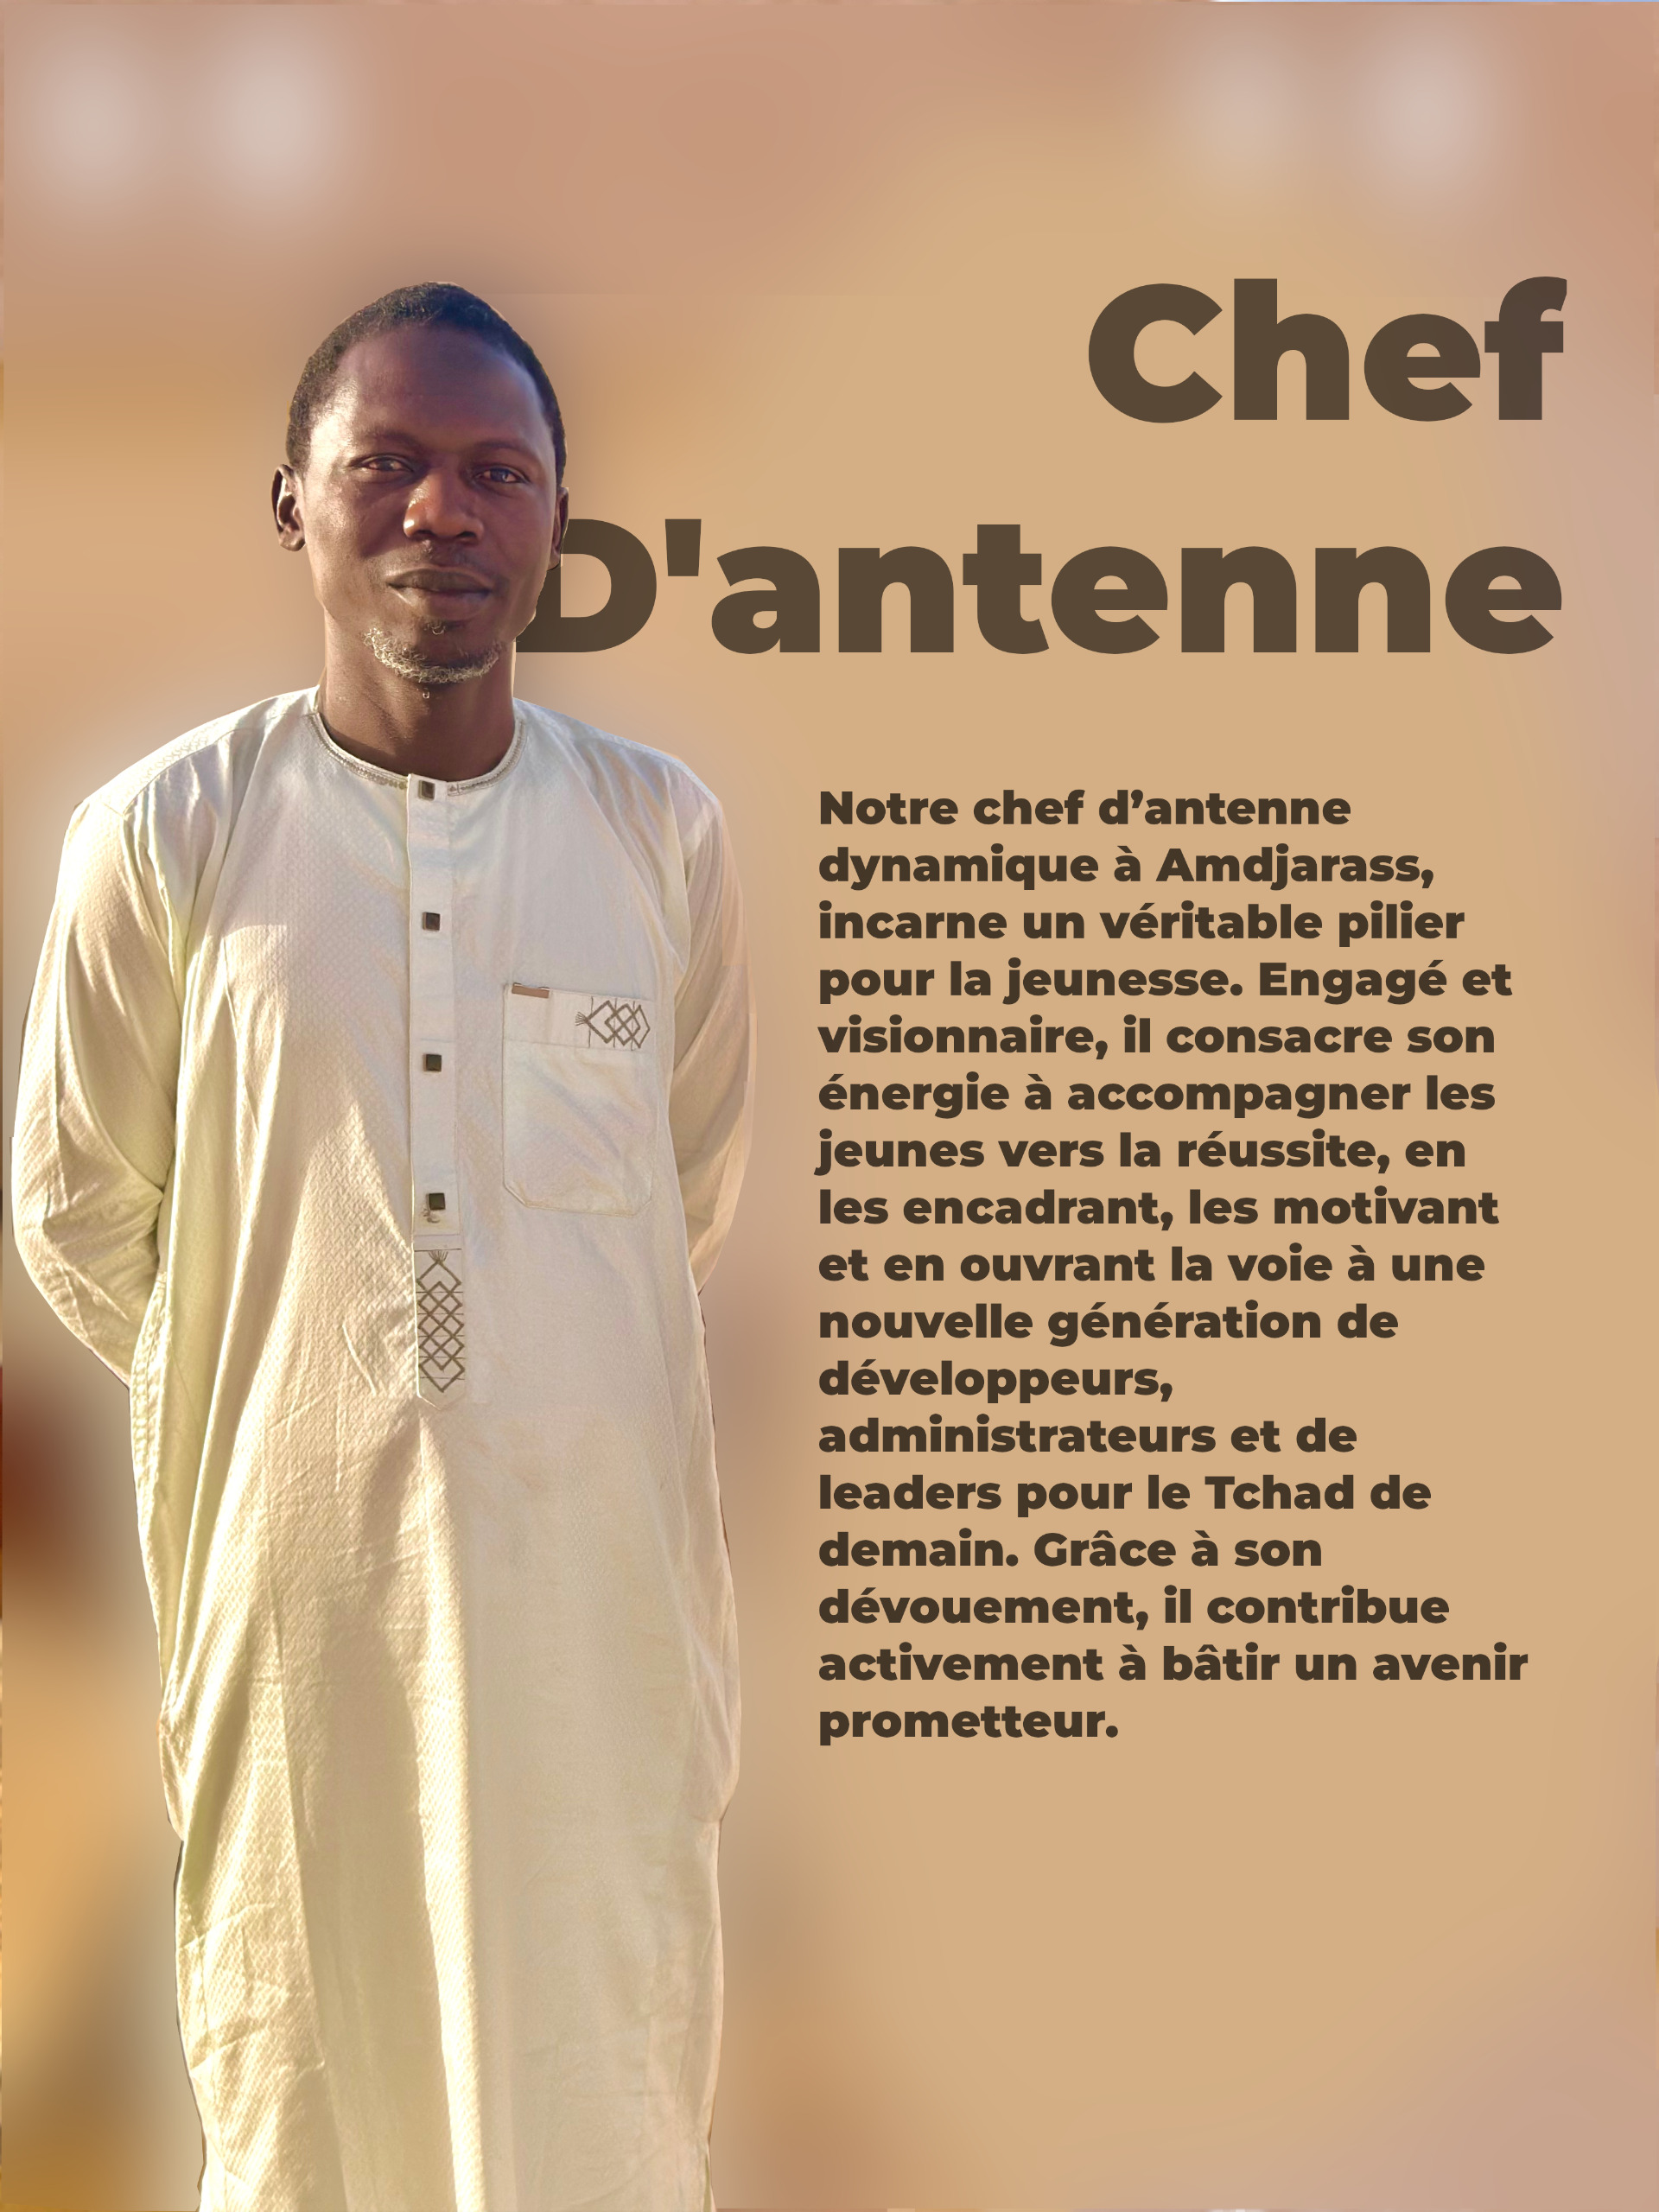 Chef
D'antenne
Notre chef d’antenne
dynamique à Amdjarass,
incarne un véritable pilier
pour la jeunesse. Engagé et
visionnaire, il consacre son
énergie à accompagner les
jeunes vers la réussite, en
les encadrant, les motivant
et en ouvrant la voie à une
nouvelle génération de
développeurs,
administrateurs et de
leaders pour le Tchad de
demain. Grâce à son
dévouement, il contribue
activement à bâtir un avenir
prometteur.